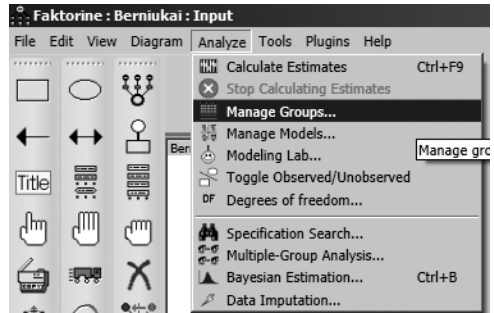 Faktorine : Berniukai : Input
File Edit View Diagram Analyze Tools Plugins Help
Calculate Estimates Ctrl+F9
Stop Calculating Estimates
Manage Groups...
Manage Models...
Manage gro
Ber
Modeling Lab...
Title
Toggle Observed/Unobserved
DF Degrees of freedom...
Specification Search...
Multiple-Group Analysis...
Bayesian Estimation... Ctrl+B
Data Imputation...